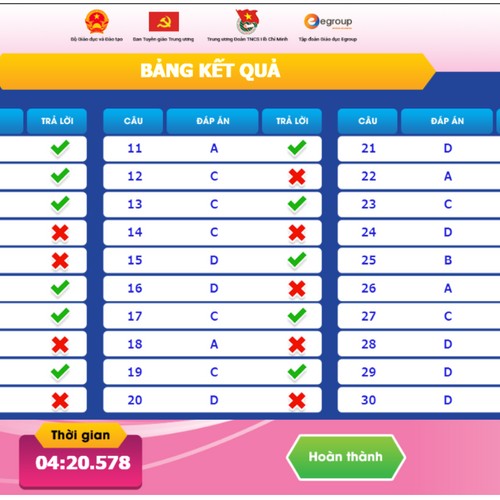 Bộ Giáo dục và Đào tạo Ban Tuyên giáo Trung ương Trung ương Đoàn TNCS Hồ Chí Minh Tập đoàn Giáo dục Egroup
egroup
BẢNG KẾT QUẢ
TRẢ LỜI CÂU ĐÁP ÁN TRẢ LỜI CÂU ĐÁP ÁN
11 A 21 D
12 C 22 A
13 C 23 C
14 C 24 D
15 D 25 B
16 D 26 A
17 C 27 C
18 A 28 D
19 C 29 D
20 D 30 D
Thời gian
04:20.578
Hoàn thành